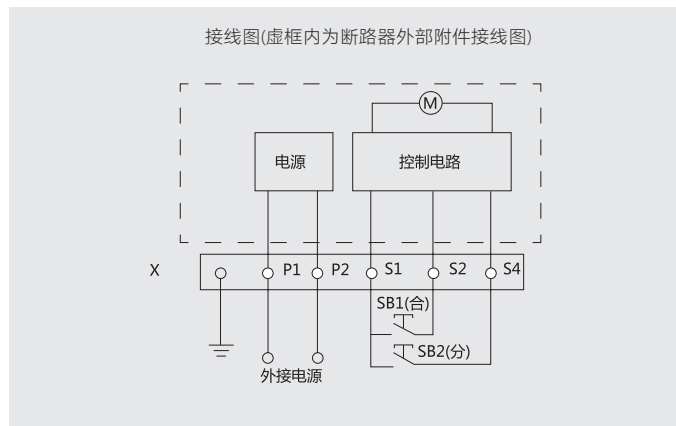 接线图(虚框内为断路器外部附件接线图)
M
电源
控制电路
X
P1
P2
S1
S2
S4
SB1(合)
SB2(分)
外接电源